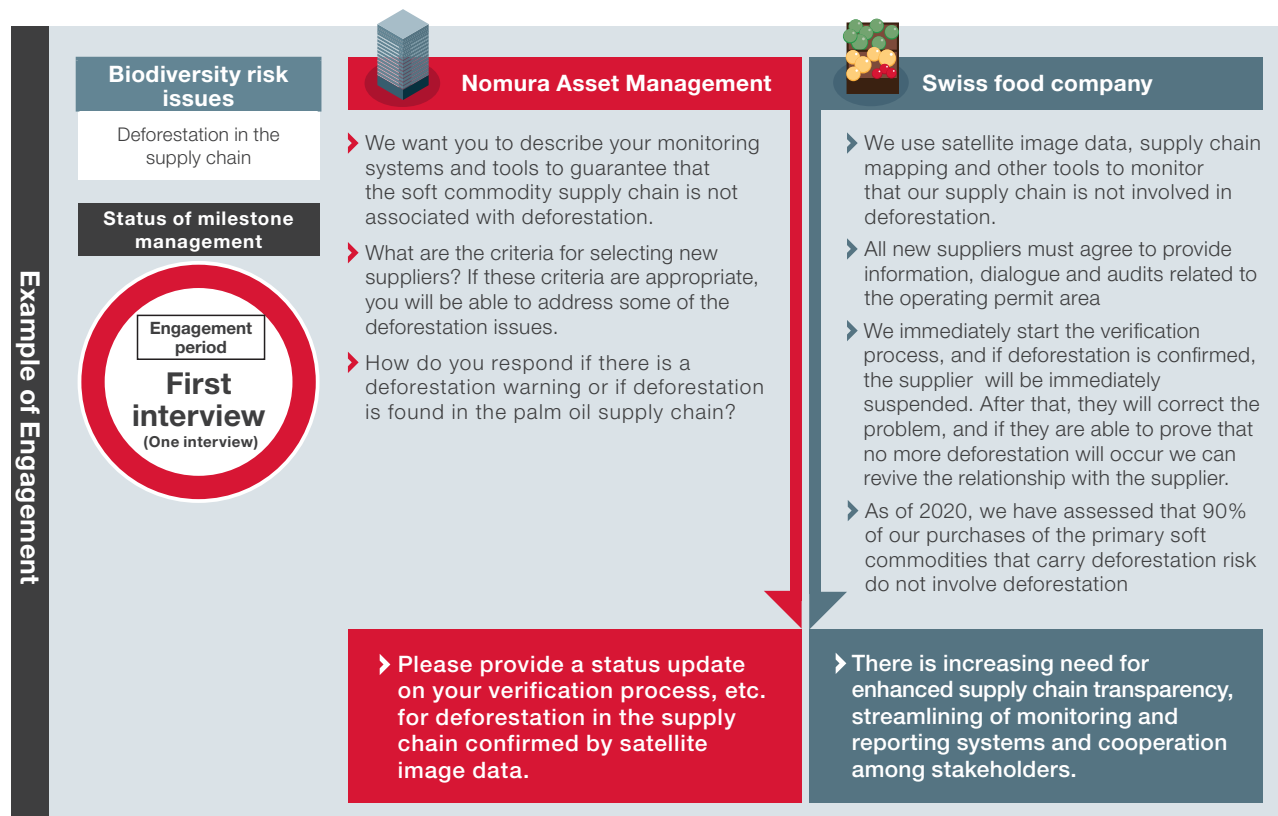 Example of Engagement
Biodiversity risk
issues
Deforestation in the
supply chain
Status of milestone
management
Engagement
period
First
interview
(One interview)
Nomura Asset Management
We want you to describe your monitoring
systems and tools to guarantee that
the soft commodity supply chain is not
associated with deforestation.
What are the criteria for selecting new
suppliers? If these criteria are appropriate,
you will be able to address some of the
deforestation issues.
How do you respond if there is a
deforestation warning or if deforestation
is found in the palm oil supply chain?
Please provide a status update
on your verification process, etc.
for deforestation in the supply
chain confirmed by satellite
image data.
Swiss food company
We use satellite image data, supply chain
mapping and other tools to monitor
that our supply chain is not involved in
deforestation.
All new suppliers must agree to provide
information, dialogue and audits related to
the operating permit area
We immediately start the verification
process, and if deforestation is confirmed,
the supplier will be immediately
suspended. After that, they will correct the
problem, and if they are able to prove that
no more deforestation will occur we can
revive the relationship with the supplier.
As of 2020, we have assessed that 90%
of our purchases of the primary soft
commodities that carry deforestation risk
do not involve deforestation
There is increasing need for
enhanced supply chain transparency,
streamlining of monitoring and
reporting systems and cooperation
among stakeholders.